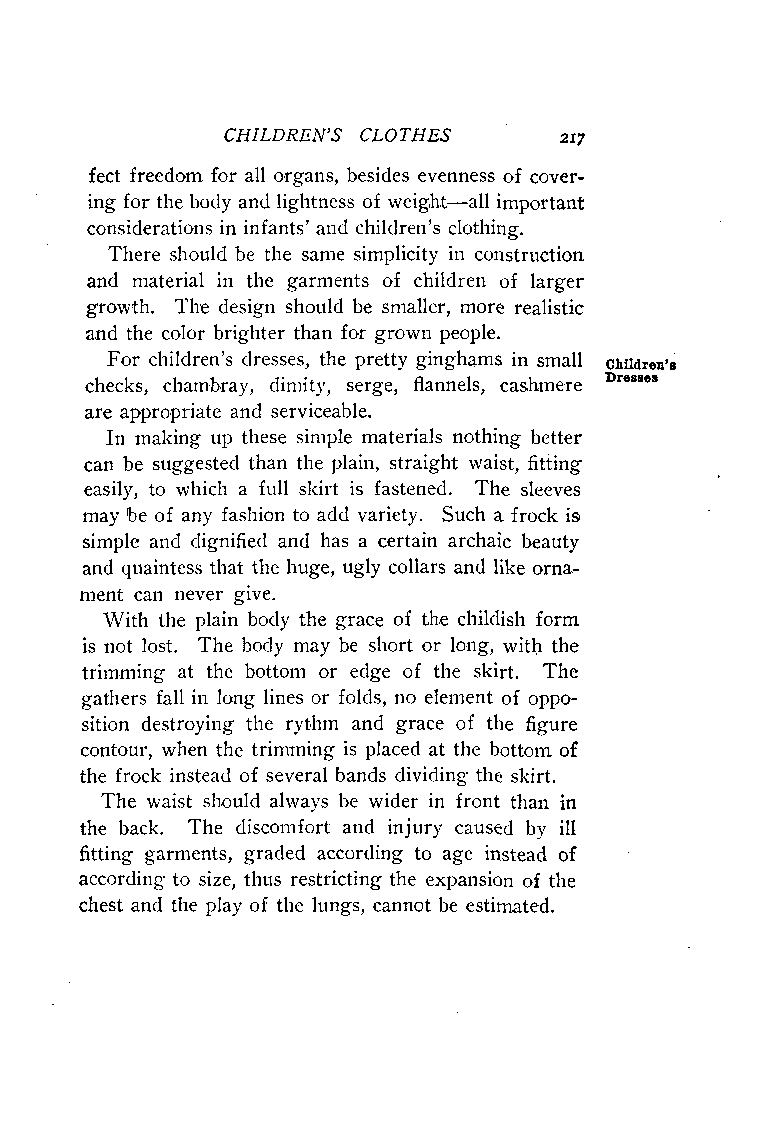 CHILDREN'S CLOTHES 217
fect freedom for all organs, besides evenness of cover-
ing for the body and lightness of weight—all important
considerations in infants' and children's clothing.
There should be the same simplicity in construction
and material in the garments of children of larger
growth. The design should be smaller, more realistic
and the color brighter than for grown people.
For children's dresses, the pretty ginghams in small
checks, chambray, dimity, serge, flannels, cashmere
are appropriate and serviceable.
Children's
Dresses
In making up these simple materials nothing better
can be suggested than the plain, straight waist, fitting
easily, to which a full skirt is fastened. The sleeves
may be of any fashion to add variety. Such a frock is
simple and dignified and has a certain archaic beauty
and quaintess that the huge, ugly collars and like orna-
ment can never give.
With the plain body the grace of the childish form
is not lost. The body may be short or long, with the
trimming at the bottom or edge of the skirt. The
gathers fall in long lines or folds, no element of oppo-
sition destroying the rythm and grace of the figure
contour, when the trimming is placed at the bottom of
the frock instead of several bands dividing the skirt.
The waist should always be wider in front than in
the back. The discomfort and injury caused by ill
fitting garments, graded according to age instead of
according to size, thus restricting the expansion of the
chest and the play of the lungs, cannot be estimated.